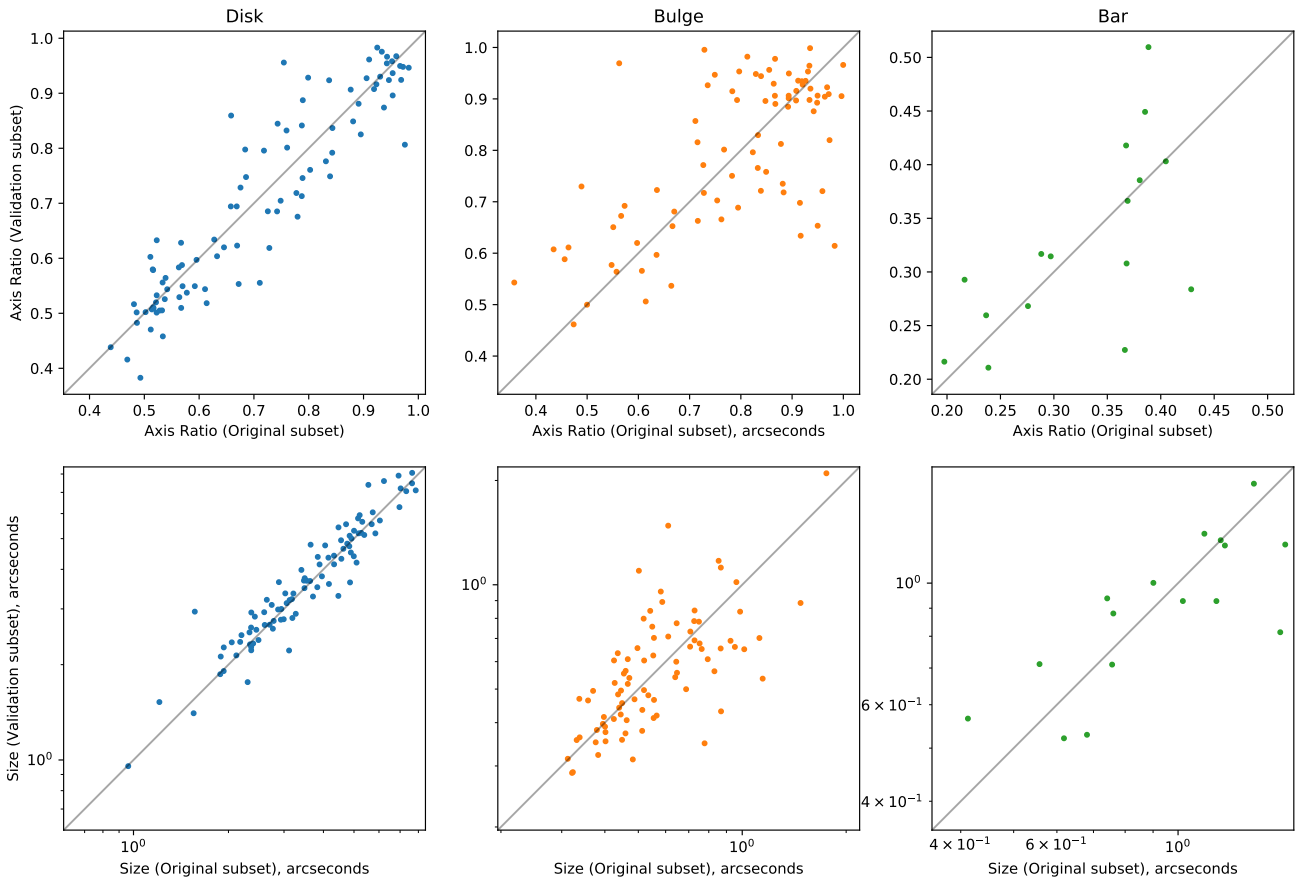 Disk
Bulge
Bar
Axis Ratio (Validation subset)
1.0
0.9
0.8
0.7
0.6
0.5
0.4
0.4 0.5 0.6 0.7 0.8 0.9 1.0
Axis Ratio (Original subset)
1.0
0.9
0.8
0.7
0.6
0.5
0.4
0.4 0.5 0.6 0.7 0.8 0.9 1.0
Axis Ratio (Original subset), arcseconds
0.50
0.45
0.40
0.35
0.30
0.25
0.20
0.20 0.25 0.30 0.35 0.40 0.45 0.50
Axis Ratio (Original subset)
Size (Validation subset), arcseconds
10⁰
10⁰
Size (Original subset), arcseconds
10⁰
10⁰
Size (Original subset), arcseconds
10⁰
6 × 10⁻¹
4 × 10⁻¹
4 × 10⁻¹ 6 × 10⁻¹ 10⁰
Size (Original subset), arcseconds